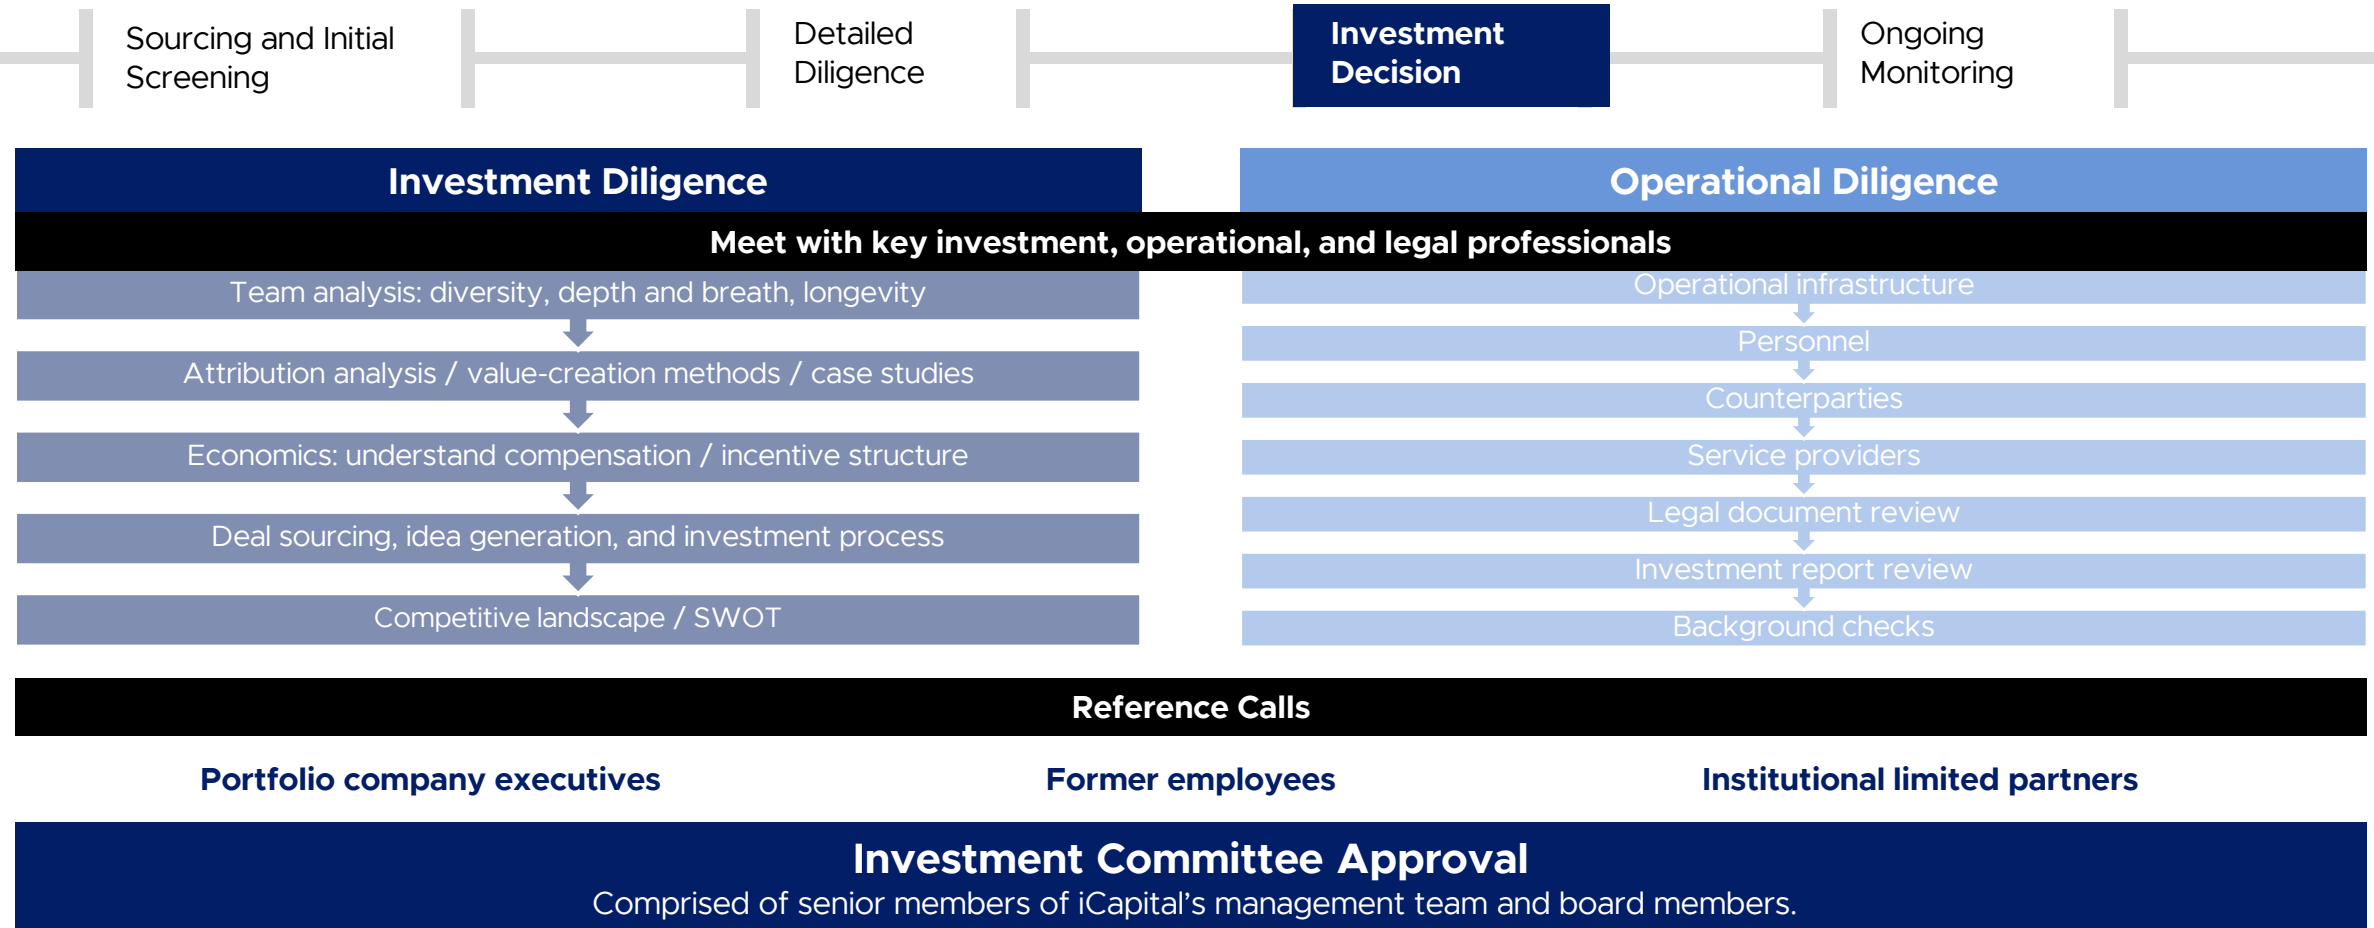 Sourcing and Initial
Screening
Detailed
Diligence
Investment
Decision
Ongoing
Monitoring
Investment Diligence
Operational Diligence
Meet with key investment, operational, and legal professionals
Team analysis: diversity, depth and breath, longevity
Attribution analysis / value-creation methods / case studies
Economics: understand compensation / incentive structure
Deal sourcing, idea generation, and investment process
Competitive landscape / SWOT
Operational infrastructure
Personnel
Counterparties
Service providers
Legal document review
Investment report review
Background checks
Reference Calls
Portfolio company executives
Former employees
Institutional limited partners
Investment Committee Approval
Comprised of senior members of iCapital’s management team and board members.